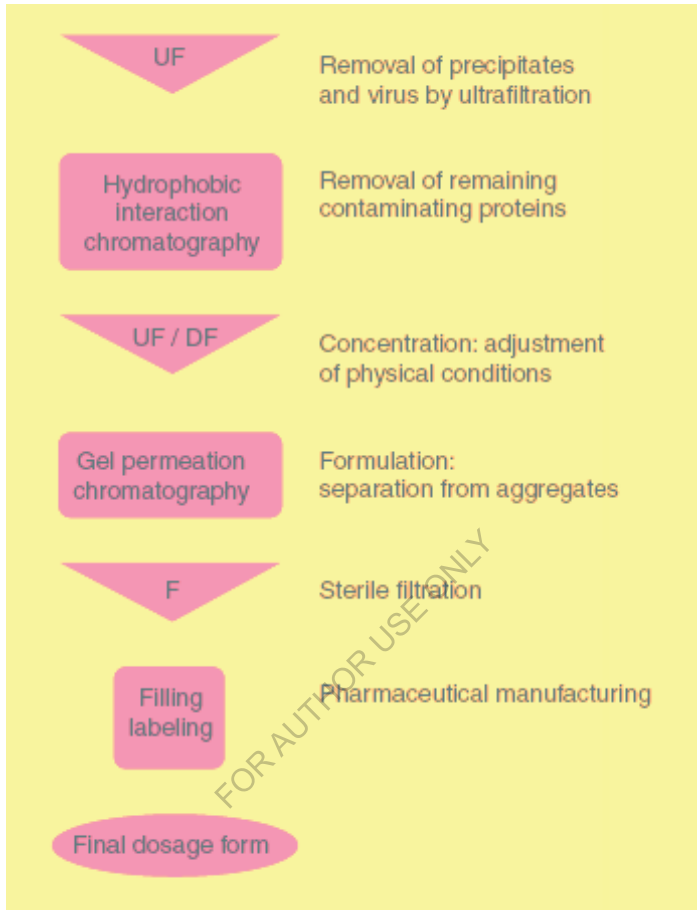 UF
Removal of precipitates
and virus by ultrafiltration
Hydrophobic
interaction
chromatography
Removal of remaining
contaminating proteins
UF / DF
Concentration: adjustment
of physical conditions
Gel permeation
chromatography
Formulation:
separation from aggregates
F
Sterile filtration
Filling
labeling
Pharmaceutical manufacturing
Final dosage form
FOR AUTHOR USE ONLY